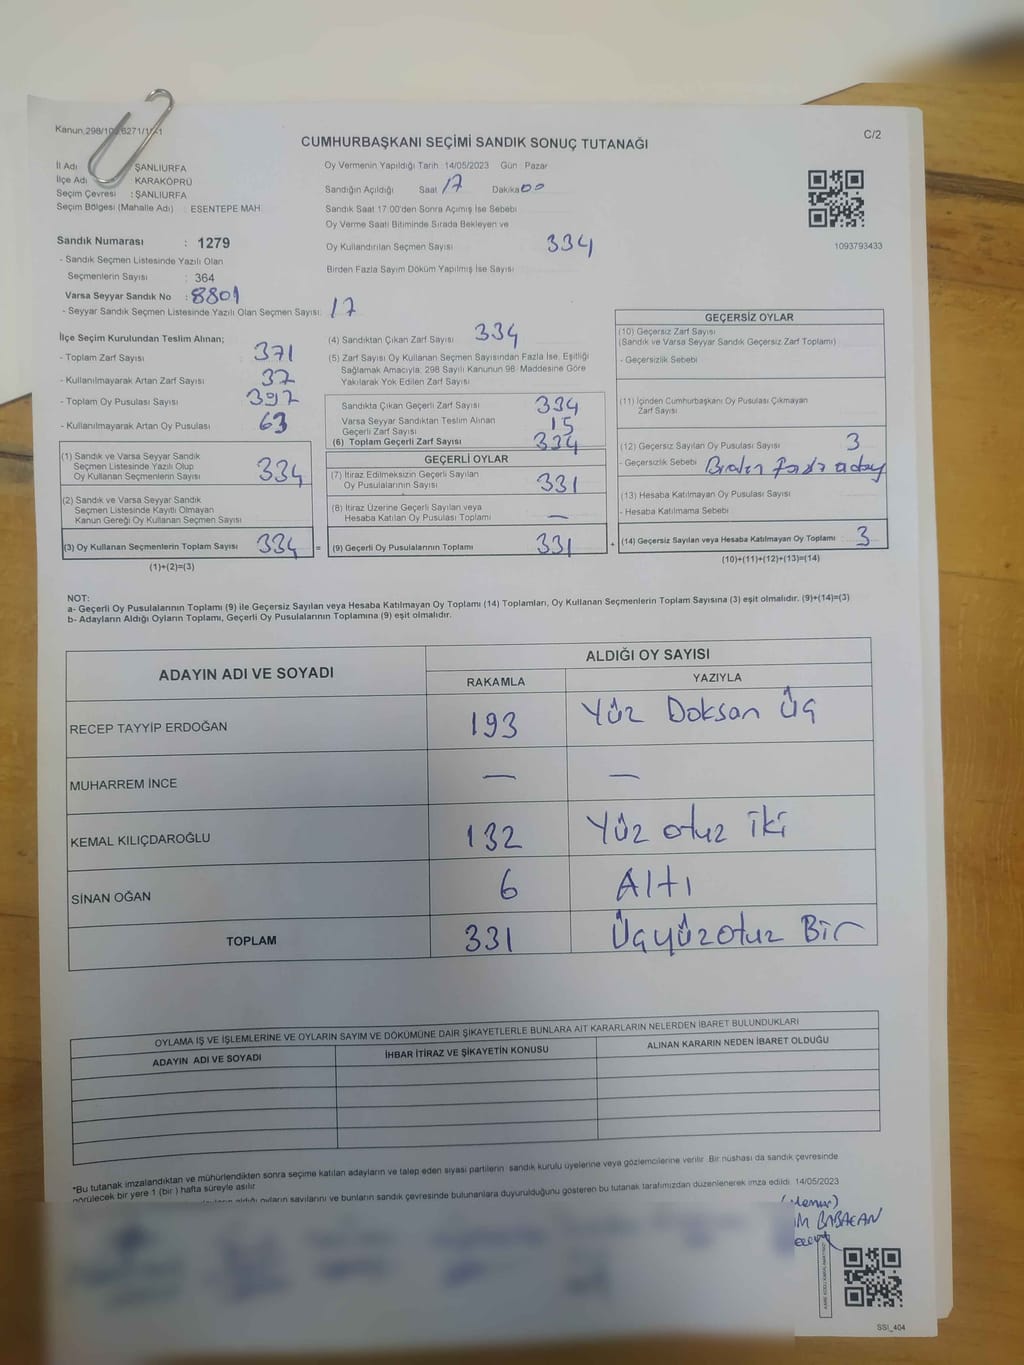 Kanun,298/105,6271/
C/2
CUMHURBAŞKANI SEÇİMİ SANDIK SONUÇ TUTANAĞI
İl Adı : ŞANLIURFA
İlçe Adı : KARAKÖPRÜ
Seçim Çevresi : ŞANLIURFA
Seçim Bölgesi (Mahalle Adı) : ESENTEPE MAH.
Oy Vermenin Yapıldığı Tarih :14/05/2023 Gün : Pazar
Sandığın Açıldığı Saat 17 Dakika 00
Sandık Saat 17:00'den Sonra Açımış İse Sebebi
Oy Verme Saati Bitiminde Sırada Bekleyen ve
Oy Kullandırılan Seçmen Sayısı 334
Birden Fazla Sayım Döküm Yapılmış İse Sayısı
1093793433
Sandık Numarası : 1279
- Sandık Seçmen Listesinde Yazılı Olan
Seçmenlerin Sayısı : 364
Varsa Seyyar Sandık No : 8801
- Seyyar Sandık Seçmen Listesinde Yazılı Olan Seçmen Sayısı: 17
İlçe Seçim Kurulundan Teslim Alınan;
- Toplam Zarf Sayısı 371
- Kullanılmayarak Artan Zarf Sayısı 37
- Toplam Oy Pusulası Sayısı 397
- Kullanılmayarak Artan Oy Pusulası 63
(1) Sandık ve Varsa Seyyar Sandık
Seçmen Listesinde Yazılı Olup
Oy Kullanan Seçmenlerin Sayısı 334
(2) Sandık ve Varsa Seyyar Sandık
Seçmen Listesinde Kayıtlı Olmayan
Kanun Gereği Oy Kullanan Seçmen Sayısı
(3) Oy Kullanan Seçmenlerin Toplam Sayısı 334 =
(1)+(2)=(3)
(4) Sandıktan Çıkan Zarf Sayısı 334
(5) Zarf Sayısı Oy Kullanan Seçmen Sayısından Fazla İse, Eşitliği
Sağlamak Amacıyla, 298 Sayılı Kanunun 98. Maddesine Göre
Yakılarak Yok Edilen Zarf Sayısı
Sandıkta Çıkan Geçerli Zarf Sayısı 334
Varsa Seyyar Sandıktan Teslim Alınan
Geçerli Zarf Sayısı 15
(6) Toplam Geçerli Zarf Sayısı 334
GEÇERLİ OYLAR
(7) İtiraz Edilmeksizin Geçerli Sayılan
Oy Pusulalarının Sayısı 331
(8) İtiraz Üzerine Geçerli Sayılan veya
Hesaba Katılan Oy Pusulası Toplamı —
(9) Geçerli Oy Pusulalarının Toplamı 331 +
GEÇERSİZ OYLAR
(10) Geçersiz Zarf Sayısı
(Sandık ve Varsa Seyyar Sandık Geçersiz Zarf Toplamı)
- Geçersizlik Sebebi
(11) İçinden Cumhurbaşkanı Oy Pusulası Çıkmayan
Zarf Sayısı
(12) Geçersiz Sayılan Oy Pusulası Sayısı 3
- Geçersizlik Sebebi Birden fazla aday
(13) Hesaba Katılmayan Oy Pusulası Sayısı
- Hesaba Katılmama Sebebi
(14) Geçersiz Sayılan veya Hesaba Katılmayan Oy Toplamı 3
(10)+(11)+(12)+(13)=(14)
NOT:
a- Geçerli Oy Pusulalarının Toplamı (9) ile Geçersiz Sayılan veya Hesaba Katılmayan Oy Toplamı (14) Toplamları, Oy Kullanan Seçmenlerin Toplam Sayısına (3) eşit olmalıdır. (9)+(14)=(3)
b- Adayların Aldığı Oyların Toplamı, Geçerli Oy Pusulalarının Toplamına (9) eşit olmalıdır.
ADAYIN ADI VE SOYADI
ALDIĞI OY SAYISI
RAKAMLA YAZIYLA
RECEP TAYYİP ERDOĞAN 193 Yüz Doksan Üç
MUHARREM İNCE — —
KEMAL KILIÇDAROĞLU 132 Yüz otuz iki
SİNAN OĞAN 6 Altı
TOPLAM 331 Üçyüzotuz Bir
OYLAMA İŞ VE İŞLEMLERİNE VE OYLARIN SAYIM VE DÖKÜMÜNE DAİR ŞİKAYETLERLE BUNLARA AİT KARARLARIN NELERDEN İBARET BULUNDUKLARI
ADAYIN ADI VE SOYADI İHBAR İTİRAZ VE ŞİKAYETİN KONUSU ALINAN KARARIN NEDEN İBARET OLDUĞU
*Bu tutanak imzalandıktan ve mühürlendikten sonra seçime katılan adayların ve talep eden siyasi partilerin sandık kurulu üyelerine veya gözlemcilerine verilir. Bir nüshası da sandık çevresinde
görülecek bir yere 1 (bir ) hafta süreyle asılır.
aldığı oyların sayılarını ve bunların sandık çevresinde bulunanlara duyurulduğunu gösteren bu tutanak tarafımızdan düzenlenerek imza edildi. 14/05/2023
BABACAN
SSI_404